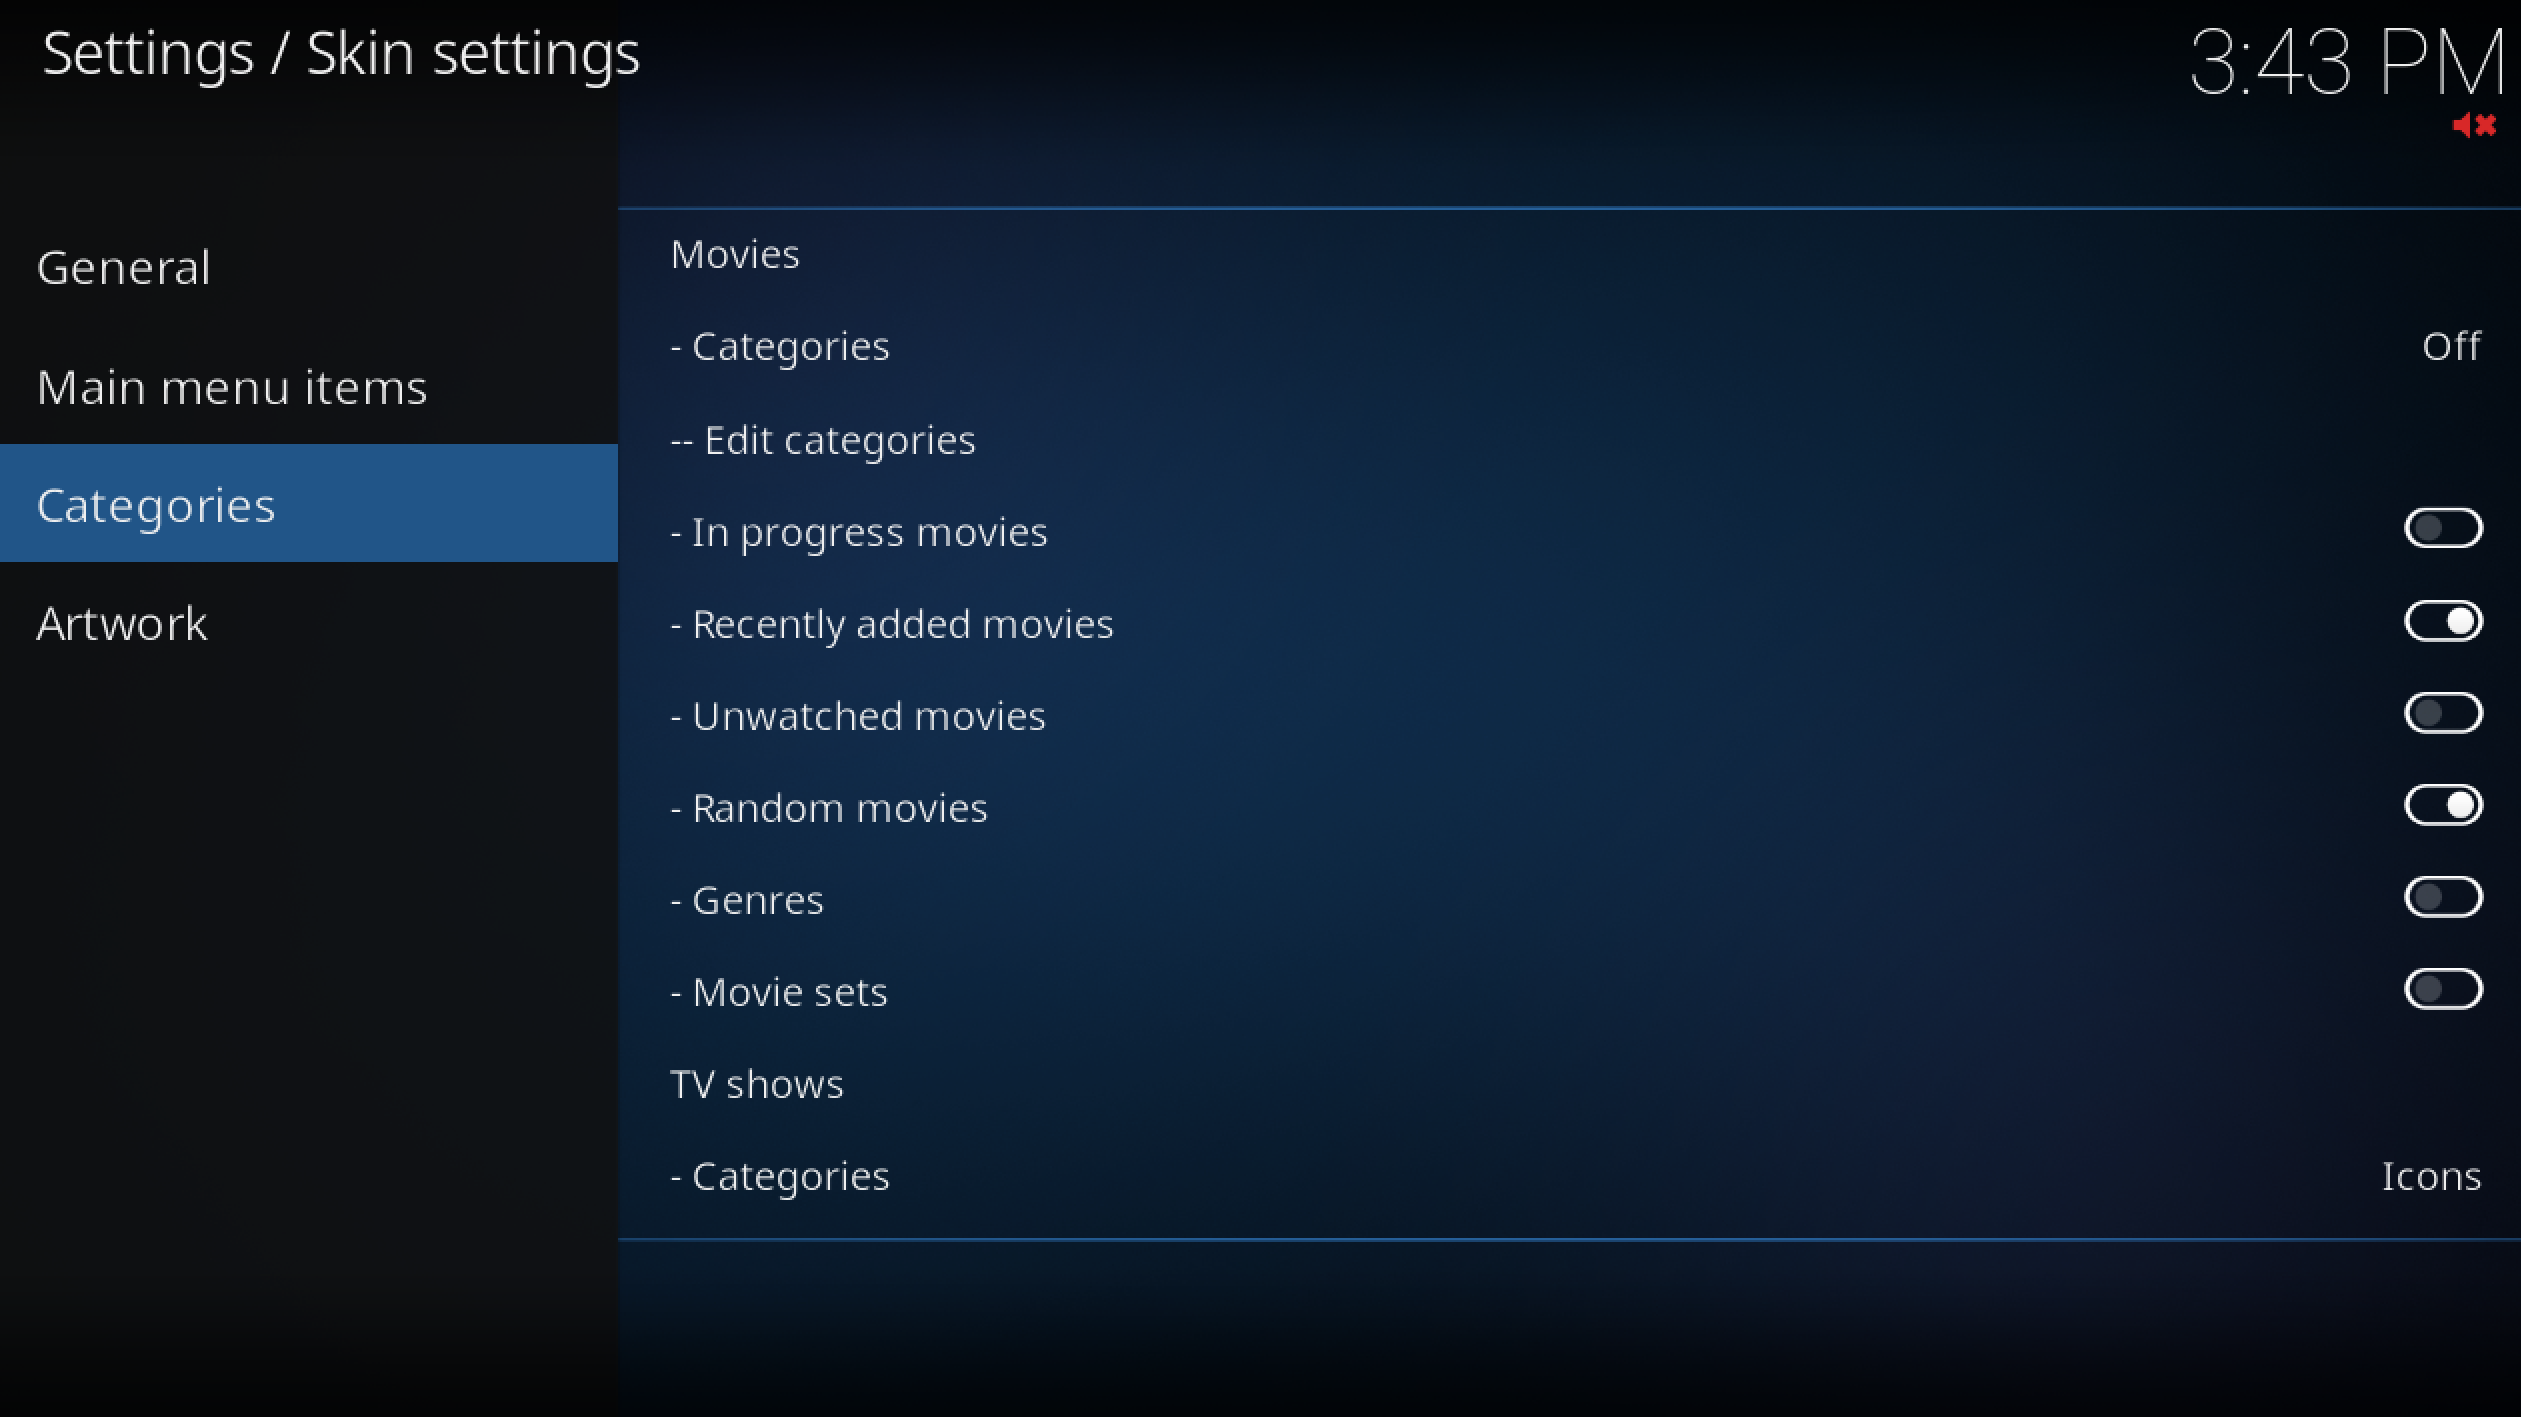 Settings / Skin settings
3:43 PM
General
Main menu items
Categories
Artwork
Movies
- Categories Off
-- Edit categories
- In progress movies
- Recently added movies
- Unwatched movies
- Random movies
- Genres
- Movie sets
TV shows
- Categories Icons